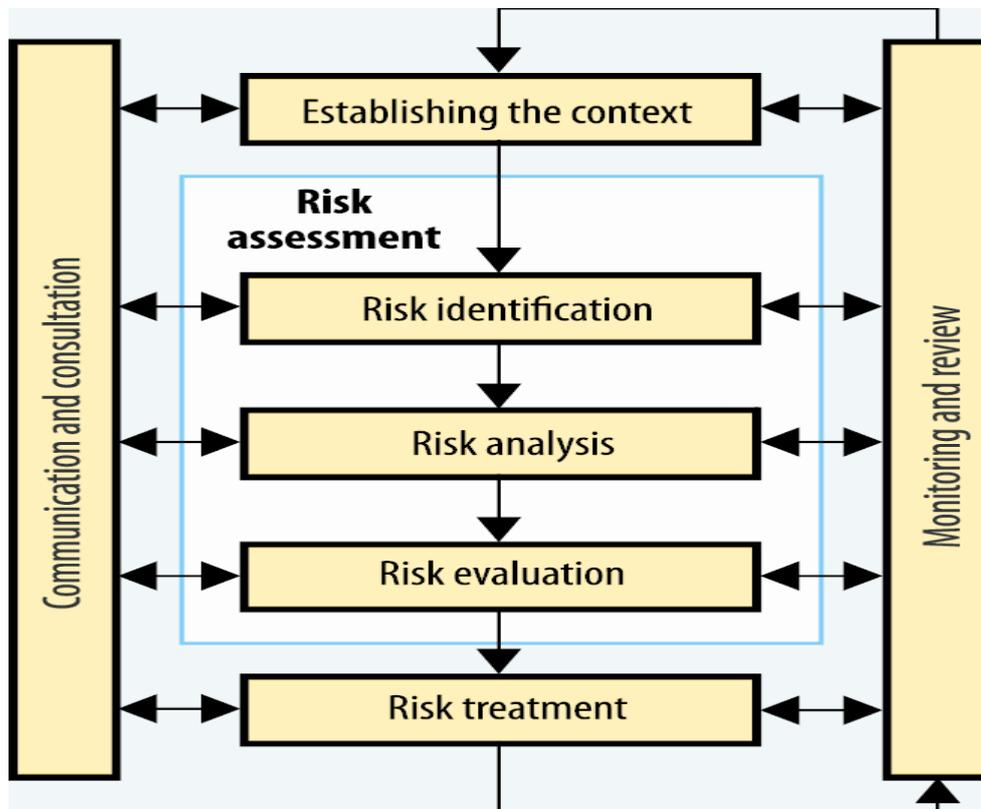 Establishing the context
Risk
assessment
Risk identification
Risk analysis
Risk evaluation
Risk treatment
Communication and consultation
Monitoring and review